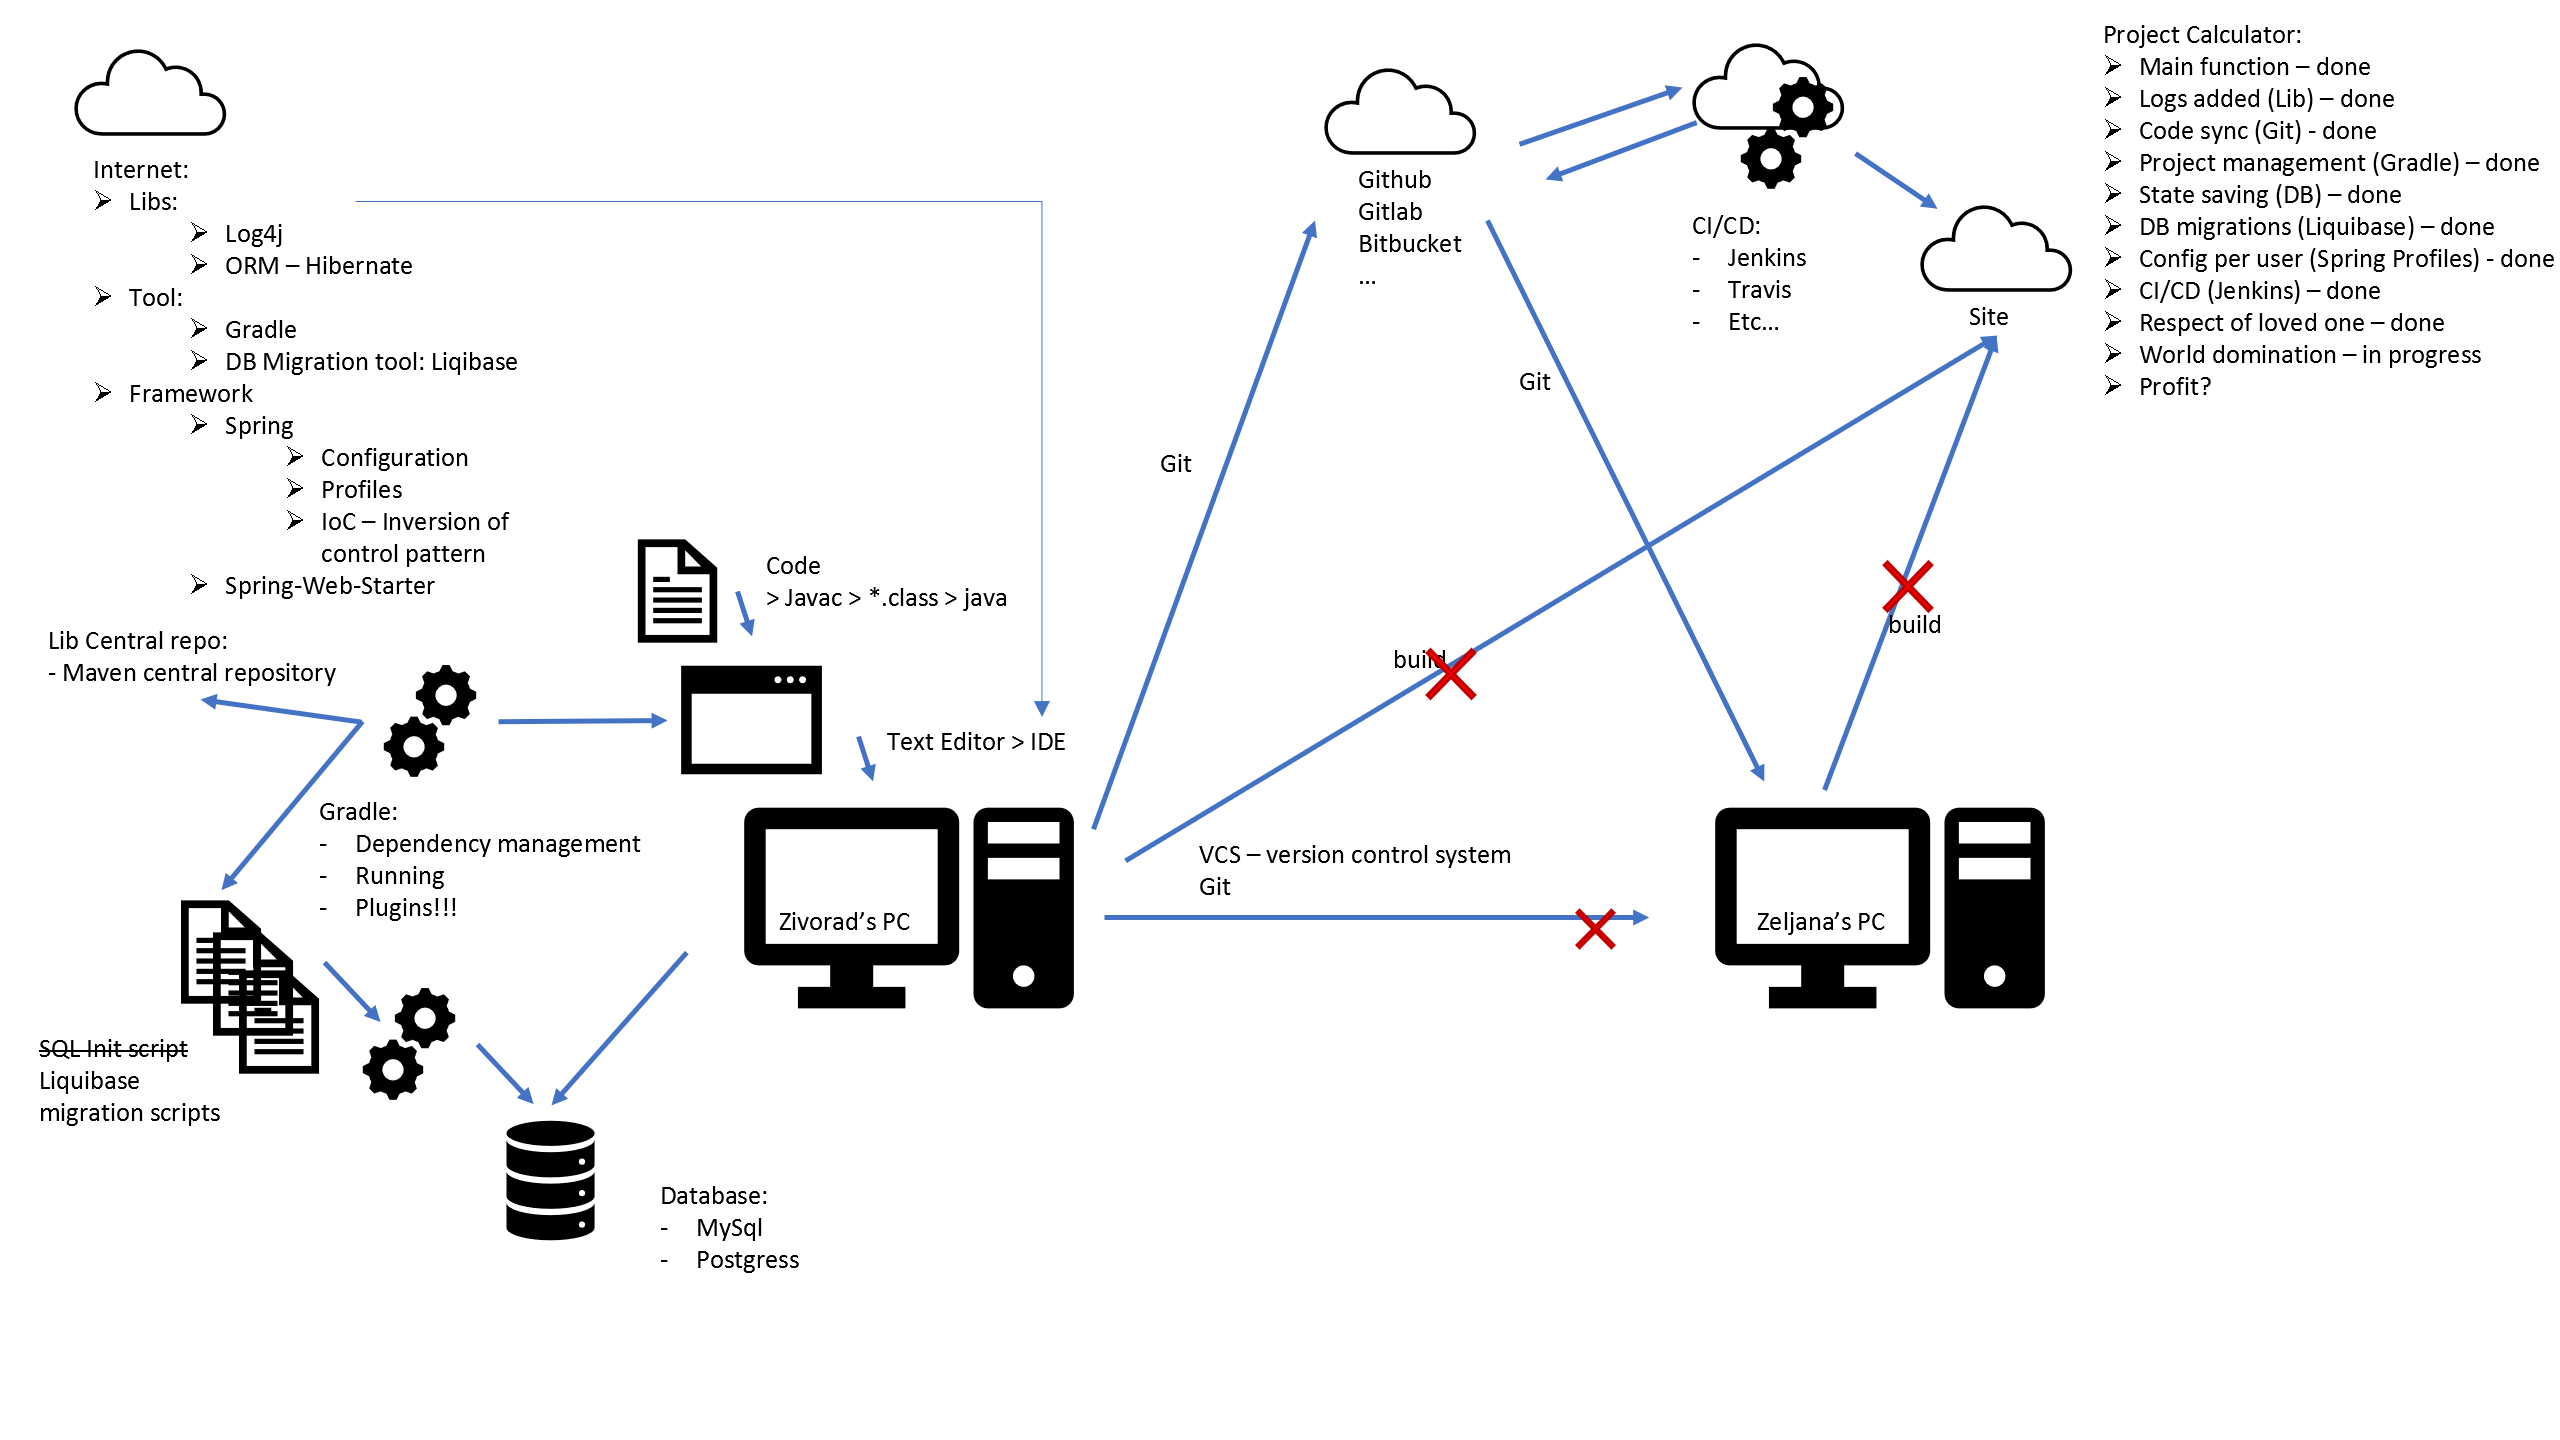 Internet:
➢ Libs:
➢ Log4j
➢ ORM – Hibernate
➢ Tool:
➢ Gradle
➢ DB Migration tool: Liqibase
➢ Framework
➢ Spring
➢ Configuration
➢ Profiles
➢ IoC – Inversion of
control pattern
➢ Spring-Web-Starter
Lib Central repo:
- Maven central repository
Code
> Javac > *.class > java
Text Editor > IDE
Gradle:
- Dependency management
- Running
- Plugins!!!
Zivorad’s PC
SQL Init script
Liquibase
migration scripts
Database:
- MySql
- Postgress
Github
Gitlab
Bitbucket
...
Git
Git
CI/CD:
- Jenkins
- Travis
- Etc...
Site
build
build
VCS – version control system
Git
Zeljana’s PC
Project Calculator:
➢ Main function – done
➢ Logs added (Lib) – done
➢ Code sync (Git) - done
➢ Project management (Gradle) – done
➢ State saving (DB) – done
➢ DB migrations (Liquibase) – done
➢ Config per user (Spring Profiles) - done
➢ CI/CD (Jenkins) – done
➢ Respect of loved one – done
➢ World domination – in progress
➢ Profit?